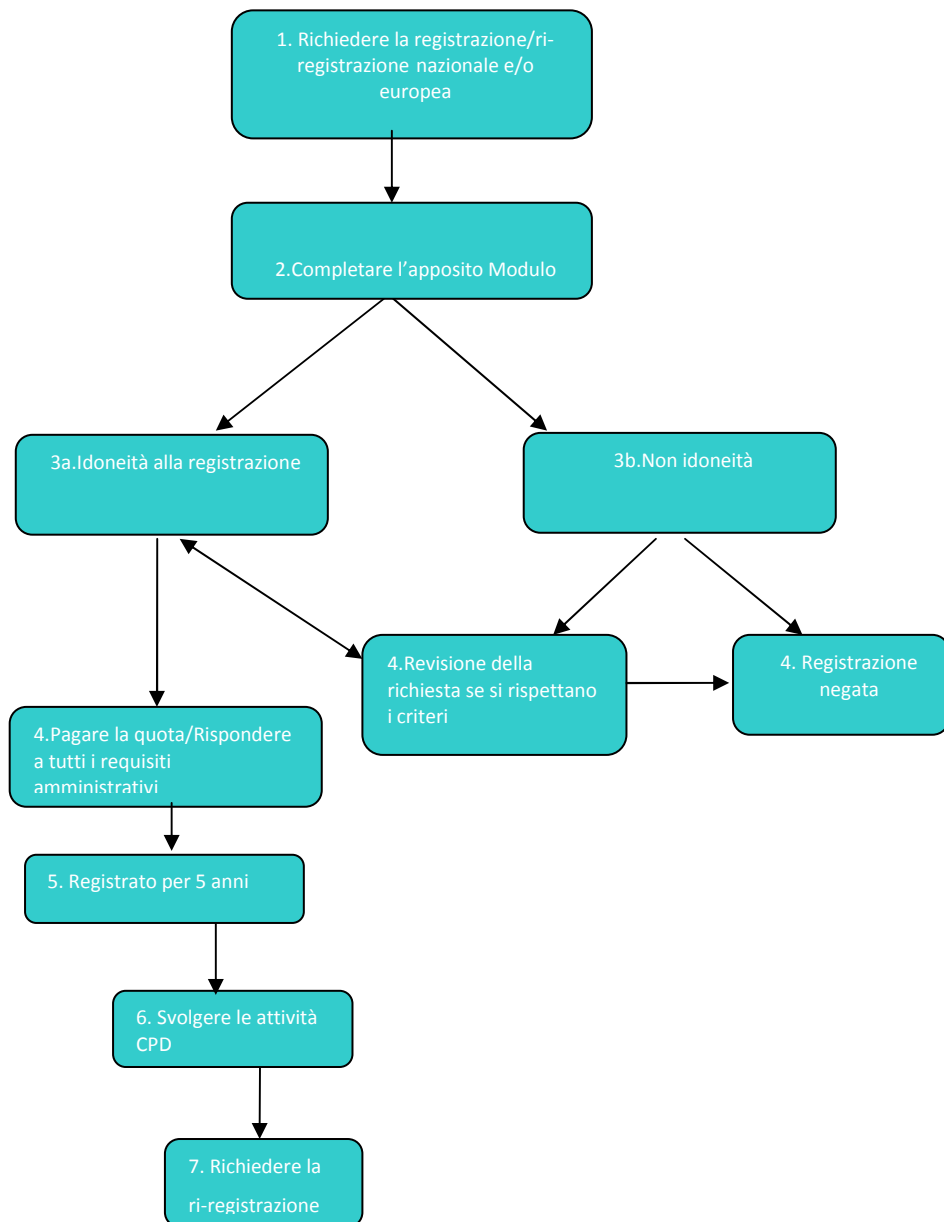 1. Richiedere la registrazione/ri-
registrazione nazionale e/o
europea
2.Completare l’apposito Modulo
3a.Idoneità alla registrazione
3b.Non idoneità
4.Revisione della
richiesta se si rispettano
i criteri
4. Registrazione
negata
4.Pagare la quota/Rispondere
a tutti i requisiti
amministrativi
5. Registrato per 5 anni
6. Svolgere le attività
CPD
7. Richiedere la
ri-registrazione